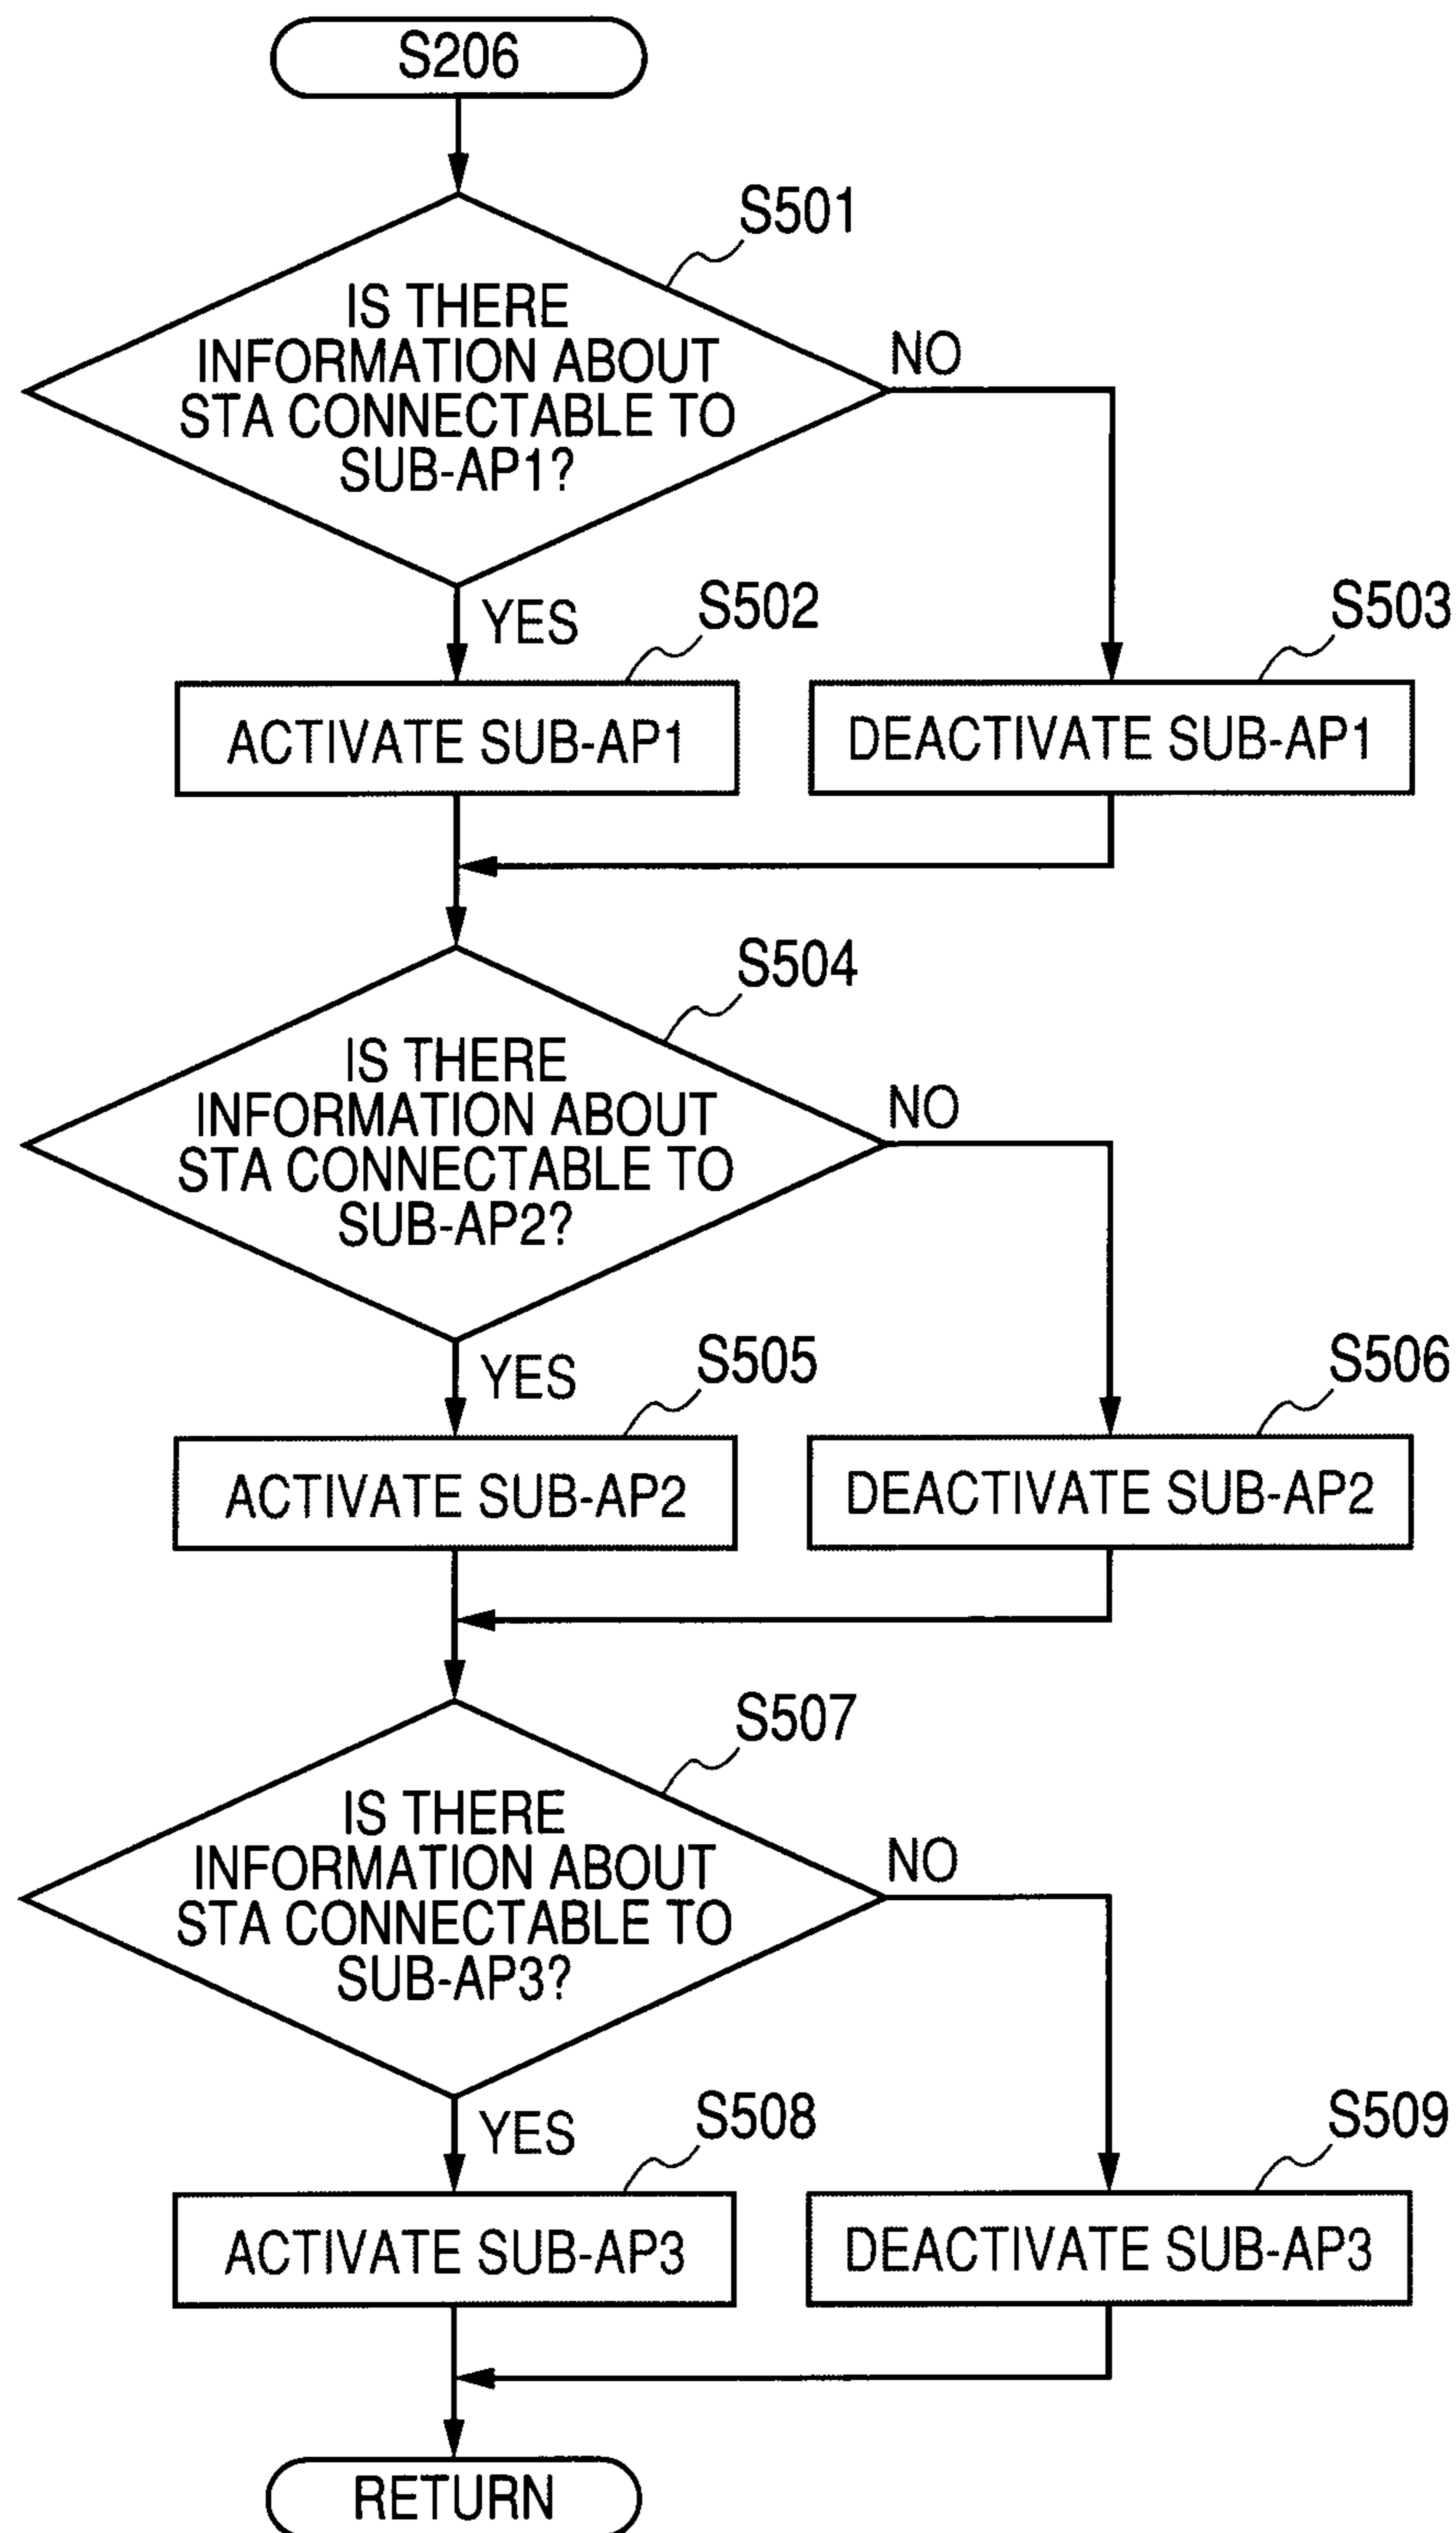 S206
S501
IS THERE
INFORMATION ABOUT
STA CONNECTABLE TO
SUB-AP1?
NO
YES
S502
S503
ACTIVATE SUB-AP1
DEACTIVATE SUB-AP1
S504
IS THERE
INFORMATION ABOUT
STA CONNECTABLE TO
SUB-AP2?
NO
YES
S505
S506
ACTIVATE SUB-AP2
DEACTIVATE SUB-AP2
S507
IS THERE
INFORMATION ABOUT
STA CONNECTABLE TO
SUB-AP3?
NO
YES
S508
S509
ACTIVATE SUB-AP3
DEACTIVATE SUB-AP3
RETURN